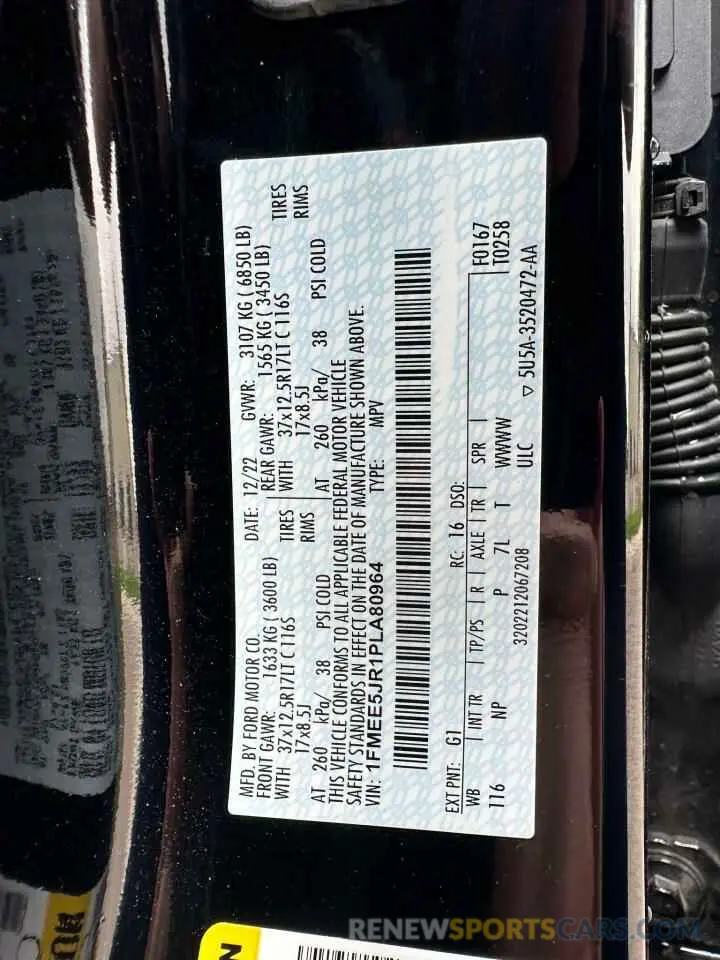 MFD. BY FORD MOTOR CO.
DATE: 12/22 GVWR: 3107 KG ( 6850 LB)
FRONT GAWR: 1633 KG ( 3600 LB)
REAR GAWR: 1565 KG ( 3450 LB)
WITH 37x12.5R17LT C 116S TIRES
WITH 37x12.5R17LT C 116S TIRES
17x8.5J RIMS
17x8.5J RIMS
AT 260 kPa/ 38 PSI COLD
AT 260 kPa/ 38 PSI COLD
THIS VEHICLE CONFORMS TO ALL APPLICABLE FEDERAL MOTOR VEHICLE
SAFETY STANDARDS IN EFFECT ON THE DATE OF MANUFACTURE SHOWN ABOVE.
VIN: 1FMEE5JR1PLA80964 TYPE: MPV
EXT PNT: G1 RC: 16 DSO: F0167
WB INT TR TP/PS R AXLE TR SPR T0258
116 NP P 7L T WWWW
3202212067208 ULC ▽ 5U5A-3520472-AA
RENEWSPORTSCARS.COM